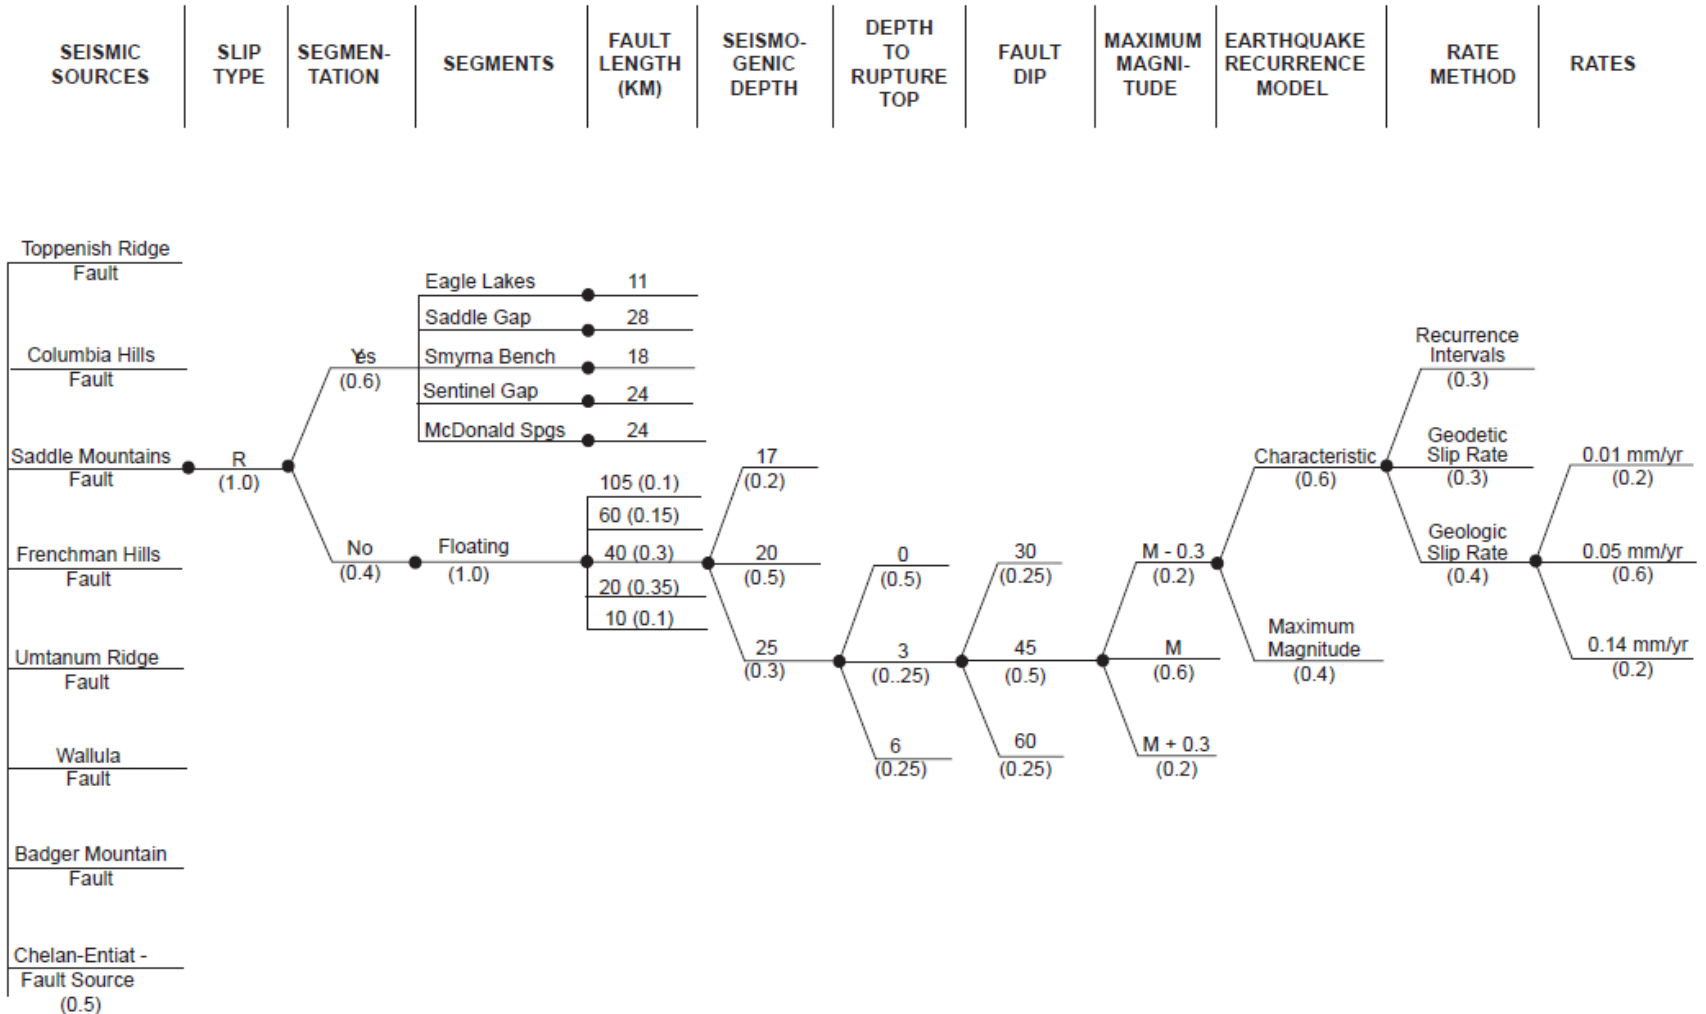 SEISMIC
SOURCES
SLIP
TYPE
SEGMEN-
TATION
SEGMENTS
FAULT
LENGTH
(KM)
SEISMO-
GENIC
DEPTH
DEPTH
TO
RUPTURE
TOP
FAULT
DIP
MAXIMUM
MAGNI-
TUDE
EARTHQUAKE
RECURRENCE
MODEL
RATE
METHOD
RATES
Toppenish Ridge
Fault
Columbia Hills
Fault
Saddle Mountains
Fault
Frenchman Hills
Fault
Umtanum Ridge
Fault
Wallula
Fault
Badger Mountain
Fault
Chelan-Entiat -
Fault Source
(0.5)
R
(1.0)
Yes
(0.6)
No
(0.4)
Eagle Lakes
Saddle Gap
Smyrna Bench
Sentinel Gap
McDonald Spgs
Floating
(1.0)
11
28
18
24
24
105 (0.1)
60 (0.15)
40 (0.3)
20 (0.35)
10 (0.1)
17
(0.2)
20
(0.5)
25
(0.3)
0
(0.5)
3
(0..25)
6
(0.25)
30
(0.25)
45
(0.5)
60
(0.25)
M - 0.3
(0.2)
M
(0.6)
M + 0.3
(0.2)
Characteristic
(0.6)
Maximum
Magnitude
(0.4)
Recurrence
Intervals
(0.3)
Geodetic
Slip Rate
(0.3)
Geologic
Slip Rate
(0.4)
0.01 mm/yr
(0.2)
0.05 mm/yr
(0.6)
0.14 mm/yr
(0.2)